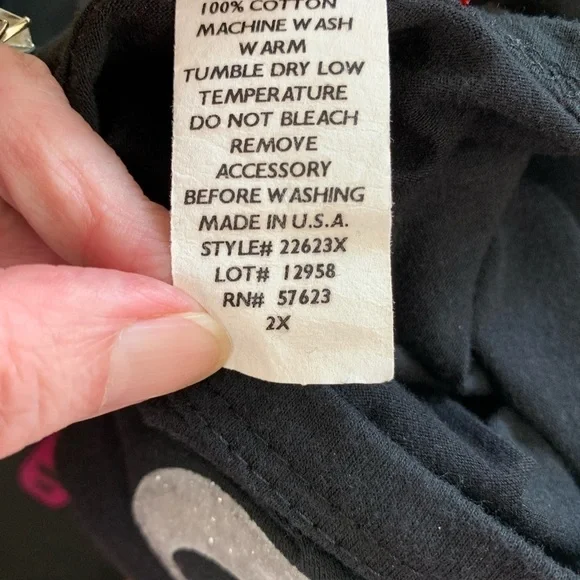 100% COTTON
MACHINE WASH
WARM
TUMBLE DRY LOW
TEMPERATURE
DO NOT BLEACH
REMOVE
ACCESSORY
BEFORE WASHING
MADE IN U.S.A.
STYLE# 22623X
LOT# 12958
RN# 57623
2X